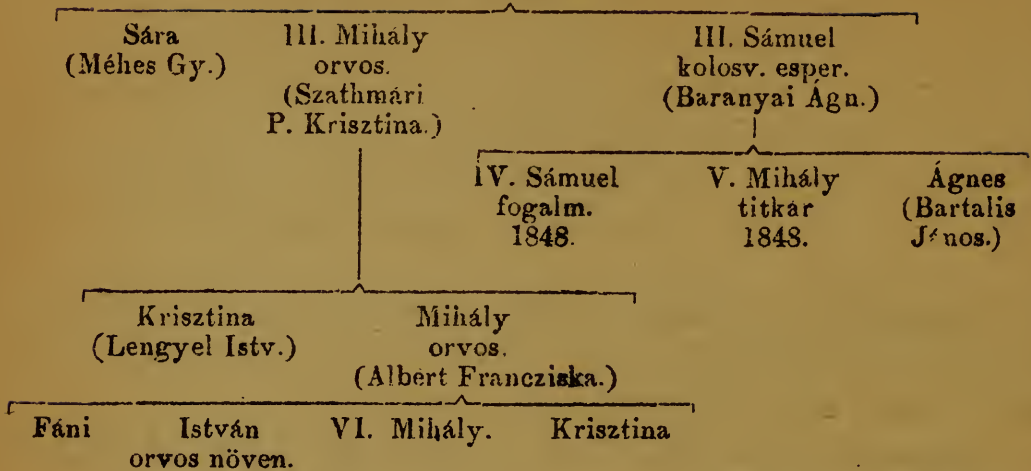 Sára III. Mihály III. Sámuel
(Méhes Gy.) orvos. kolosv. esper.
(Szathmári (Baranyai Ágn.)
P. Krisztina.)
IV. Sámuel V. Mihály Ágnes
fogalm. titkár (Bartalis
1848. 1848. János.)
Krisztina Mihály
(Lengyel Istv.) orvos.
(Albert Francziska.)
Fáni István VI. Mihály. Krisztina
orvos növen.